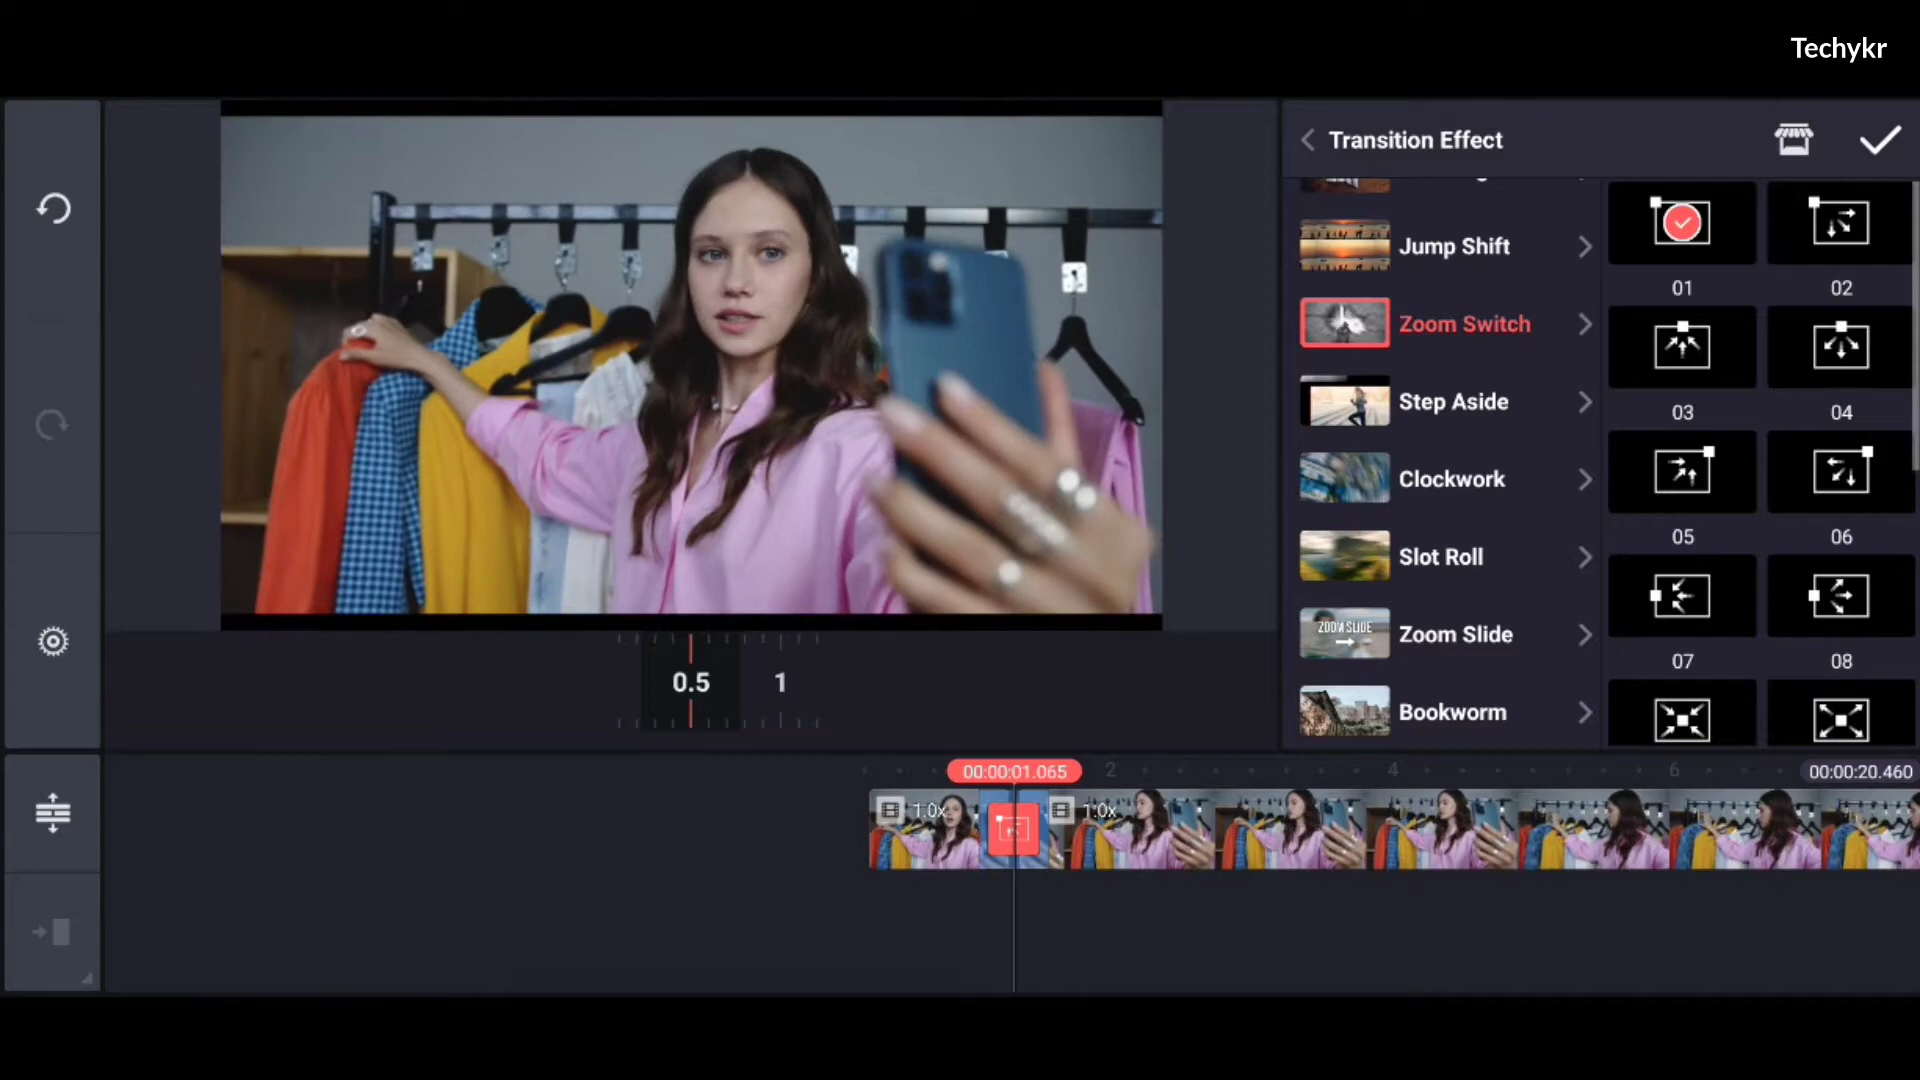 Techykr
Transition Effect
Jump Shift
Zoom Switch
Step Aside
Clockwork
Slot Roll
ZOOM SLIDE
Zoom Slide
Bookworm
01
02
03
04
05
06
07
08
0.5
1
00:00:01.065
2
4
6
00:00:20.460
1.0x
1.0x